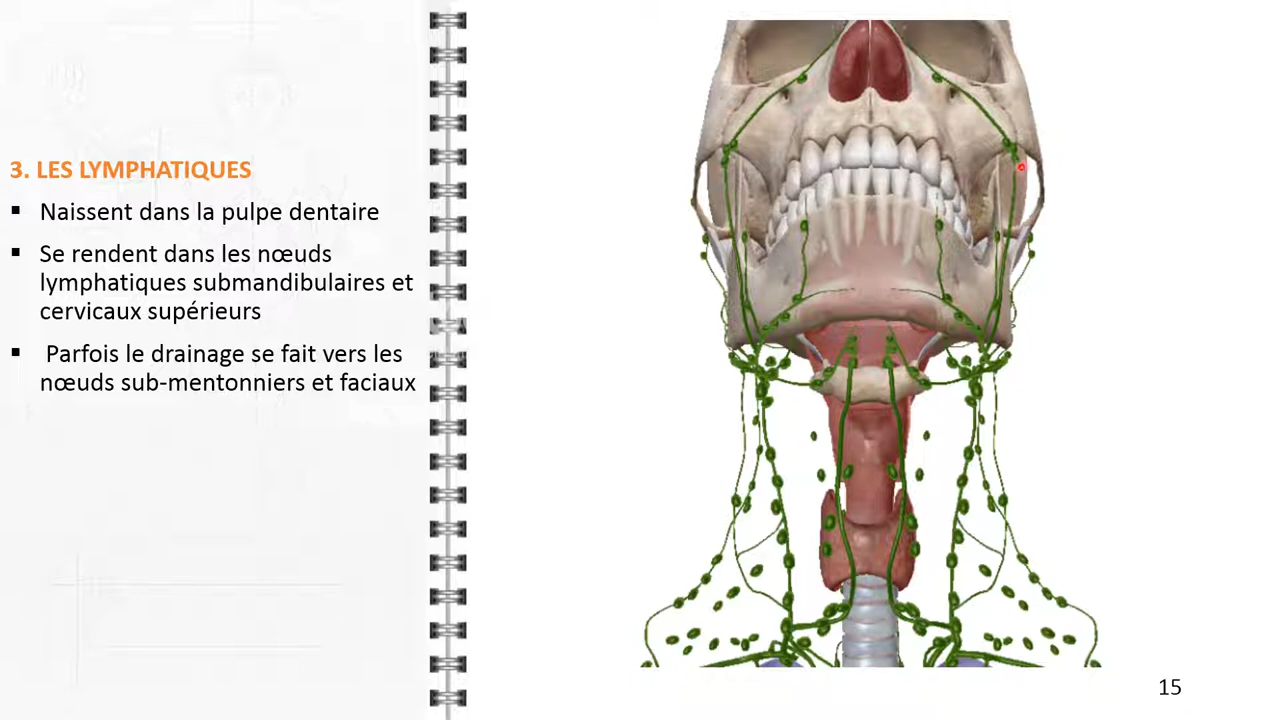 3. LES LYMPHATIQUES
▪ Naissent dans la pulpe dentaire
▪ Se rendent dans les nœuds
lymphatiques submandibulaires et
cervicaux supérieurs
▪ Parfois le drainage se fait vers les
nœuds sub-mentonniers et faciaux
15